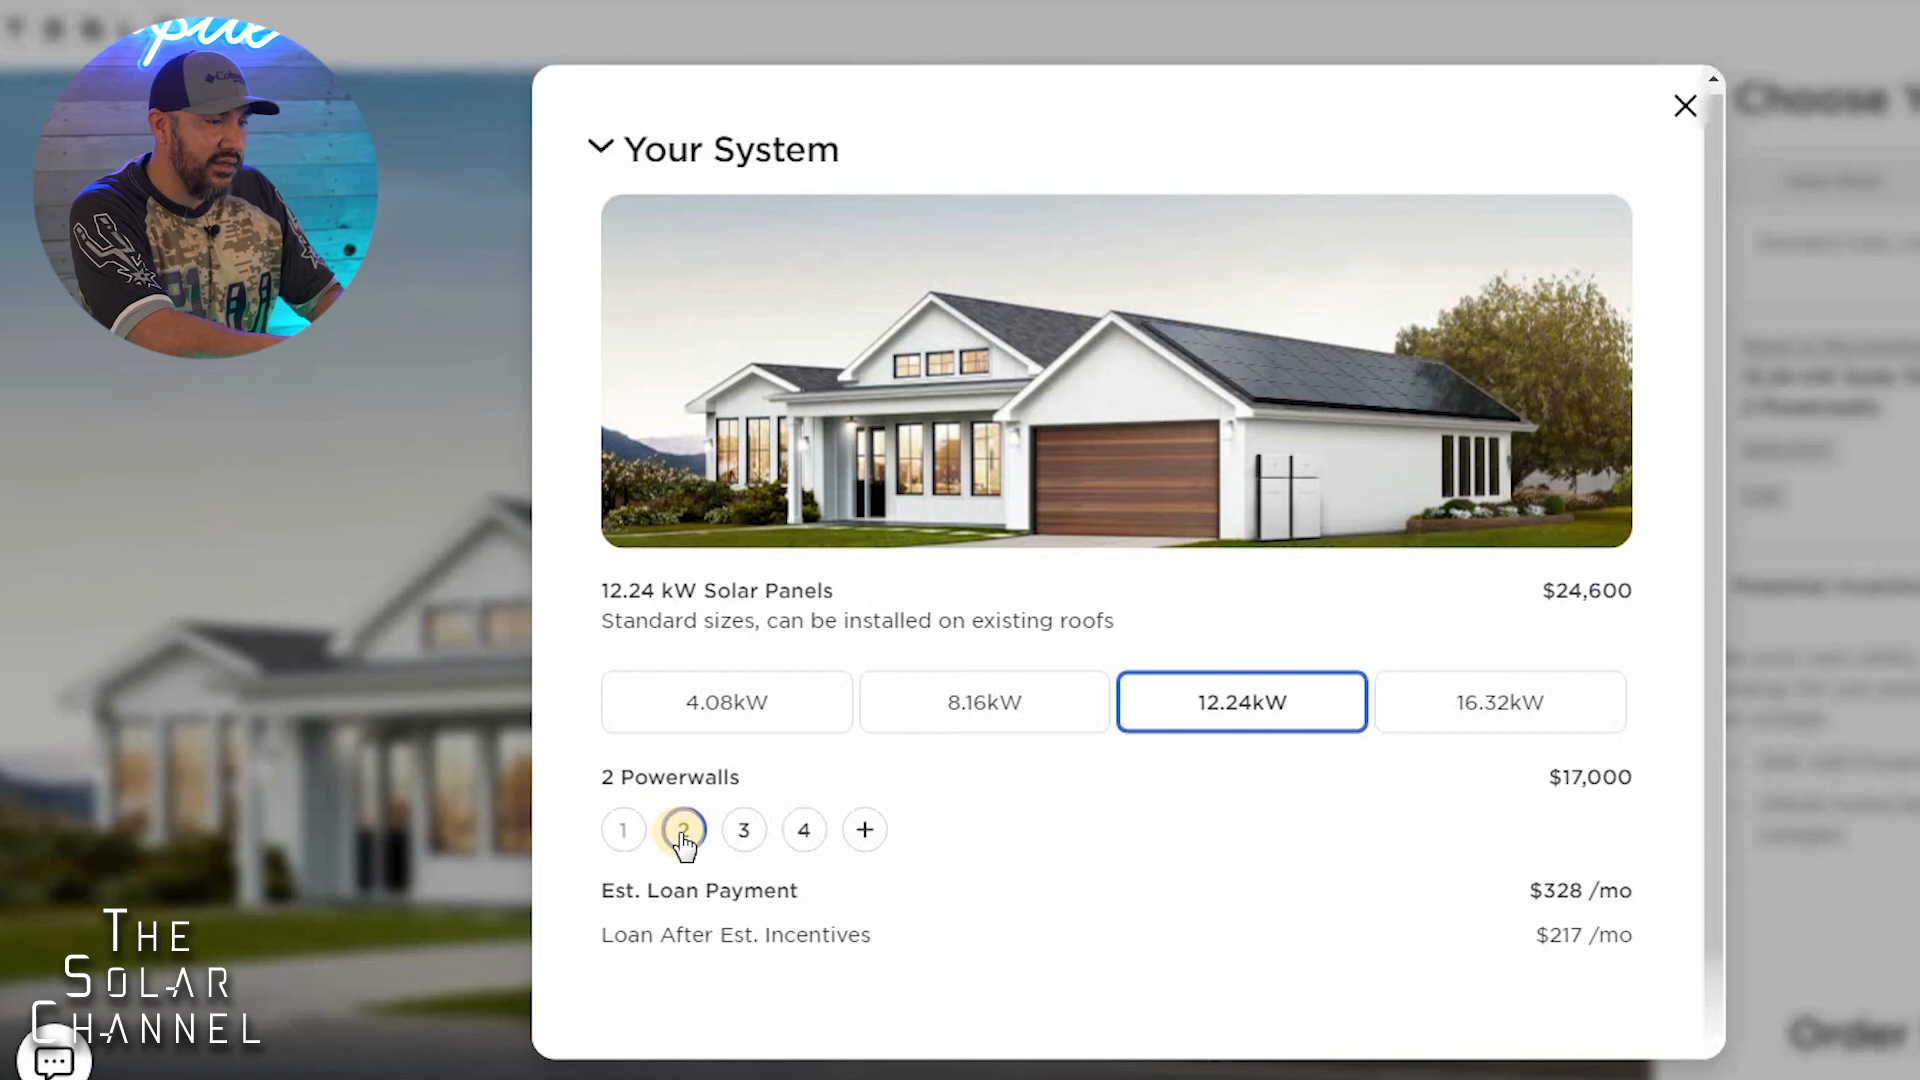 Your System
12.24 kW Solar Panels
$24,600
Standard sizes, can be installed on existing roofs
4.08kW
8.16kW
12.24kW
16.32kW
2 Powerwalls
$17,000
1
2
3
4
+
Est. Loan Payment
$328 /mo
Loan After Est. Incentives
$217 /mo
THE
SOLAR
CHANNEL
Choose
Order